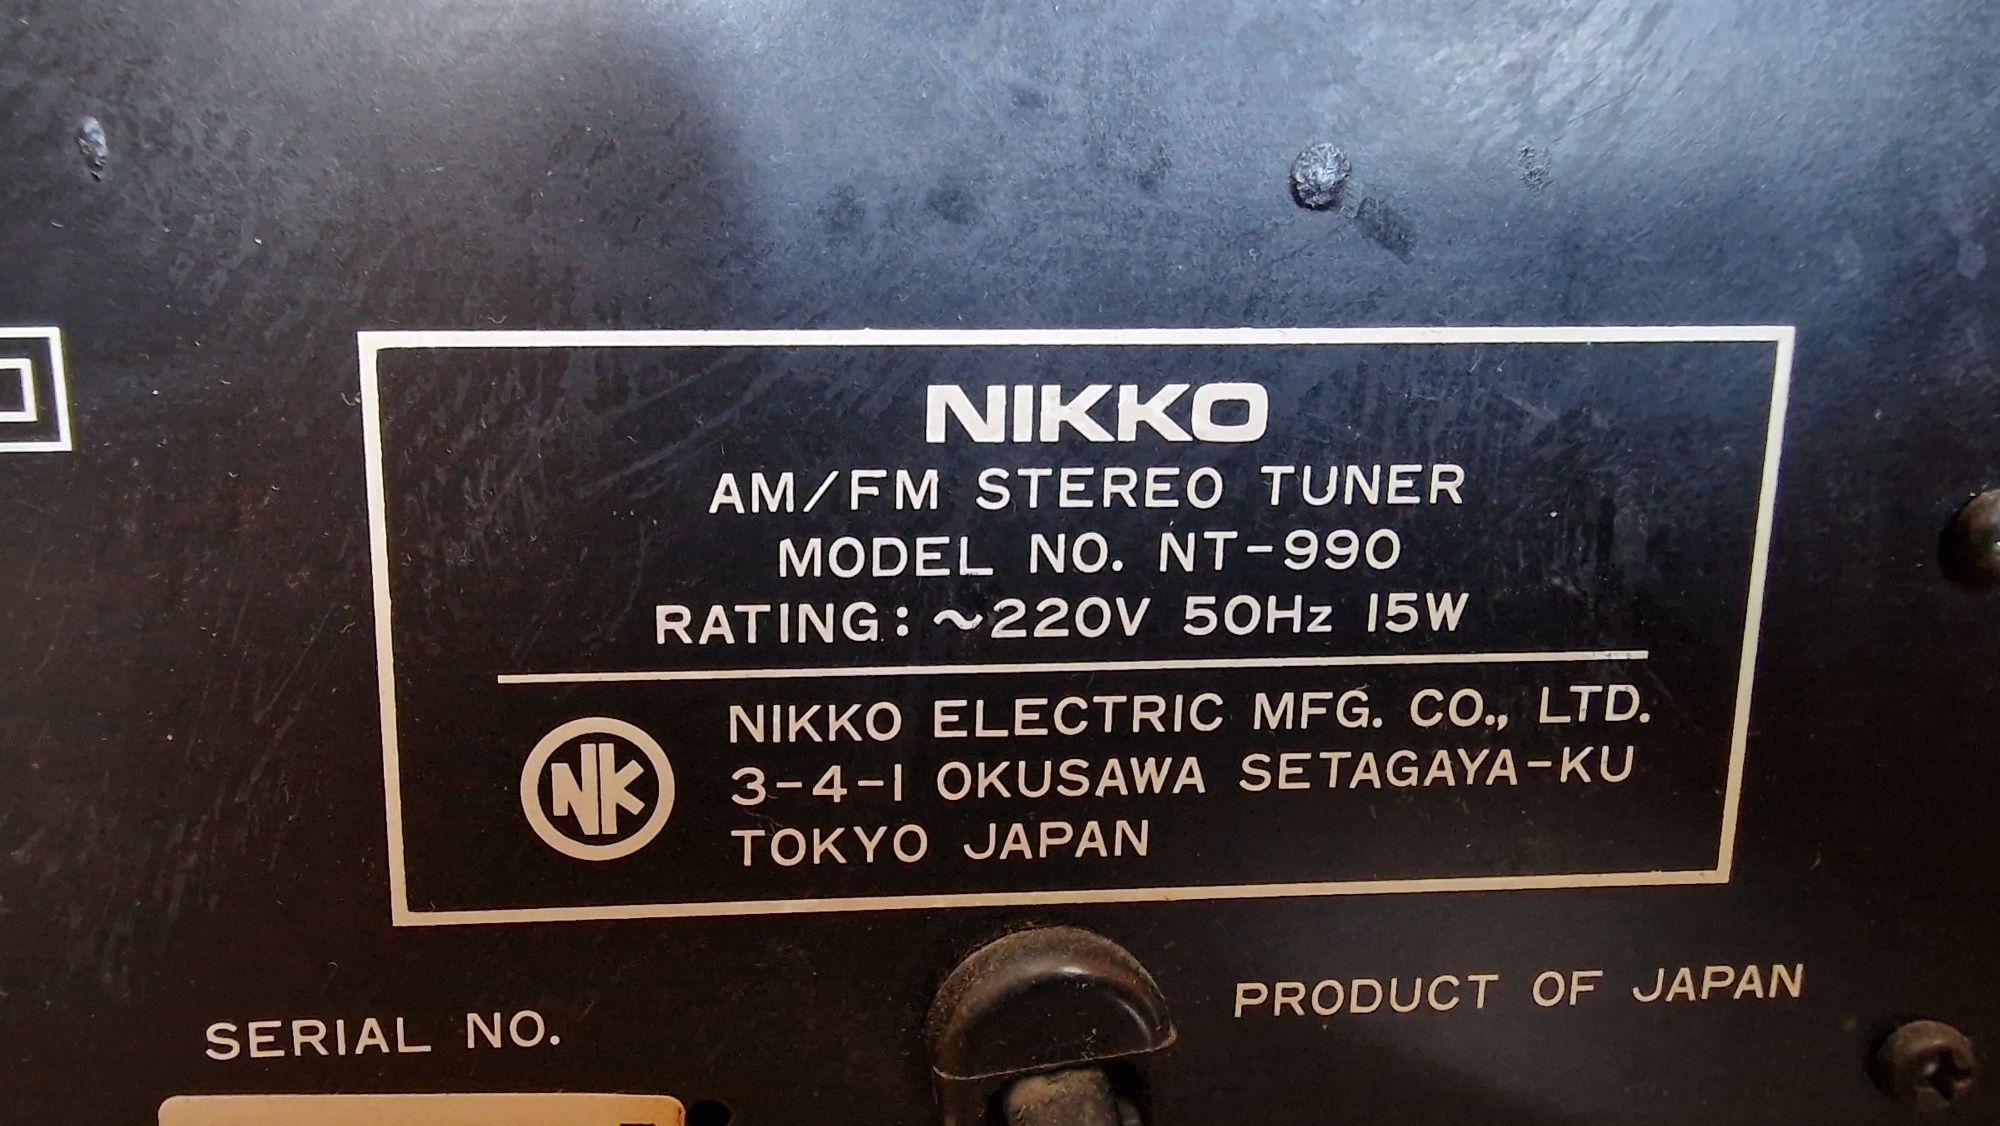 NIKKO
AM/FM STEREO TUNER
MODEL NO. NT-990
RATING: ~220V 50Hz 15W
NK
NIKKO ELECTRIC MFG. CO., LTD.
3-4-1 OKUSAWA SETAGAYA-KU
TOKYO JAPAN
PRODUCT OF JAPAN
SERIAL NO.